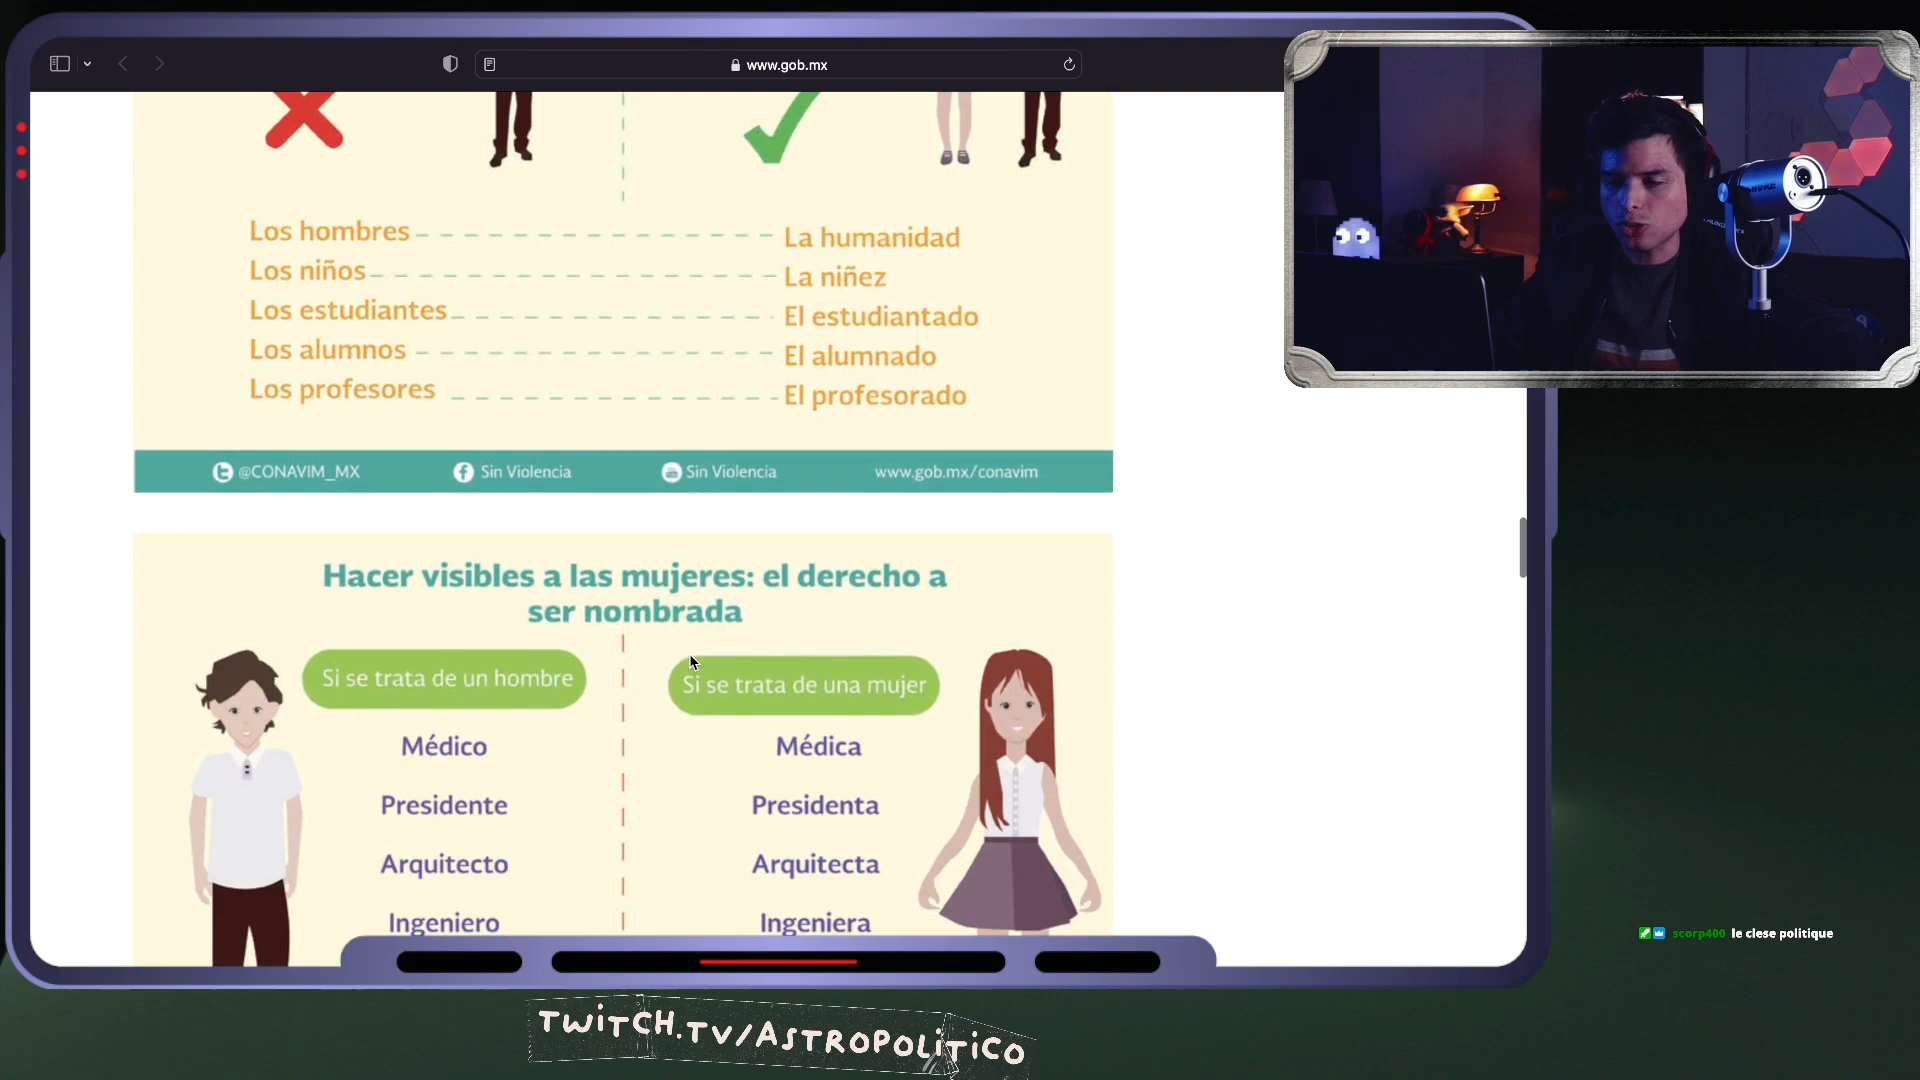 www.gob.mx
Los hombres La humanidad
Los niños La niñez
Los estudiantes El estudiantado
Los alumnos El alumnado
Los profesores El profesorado
@CONAVIM_MX Sin Violencia Sin Violencia www.gob.mx/conavim
Hacer visibles a las mujeres: el derecho a
ser nombrada
Si se trata de un hombre Si se trata de una mujer
Médico Médica
Presidente Presidenta
Arquitecto Arquitecta
Ingeniero Ingeniera
scorp400 le clese politique
TWITCH.TV/ASTROPOLÍTICO